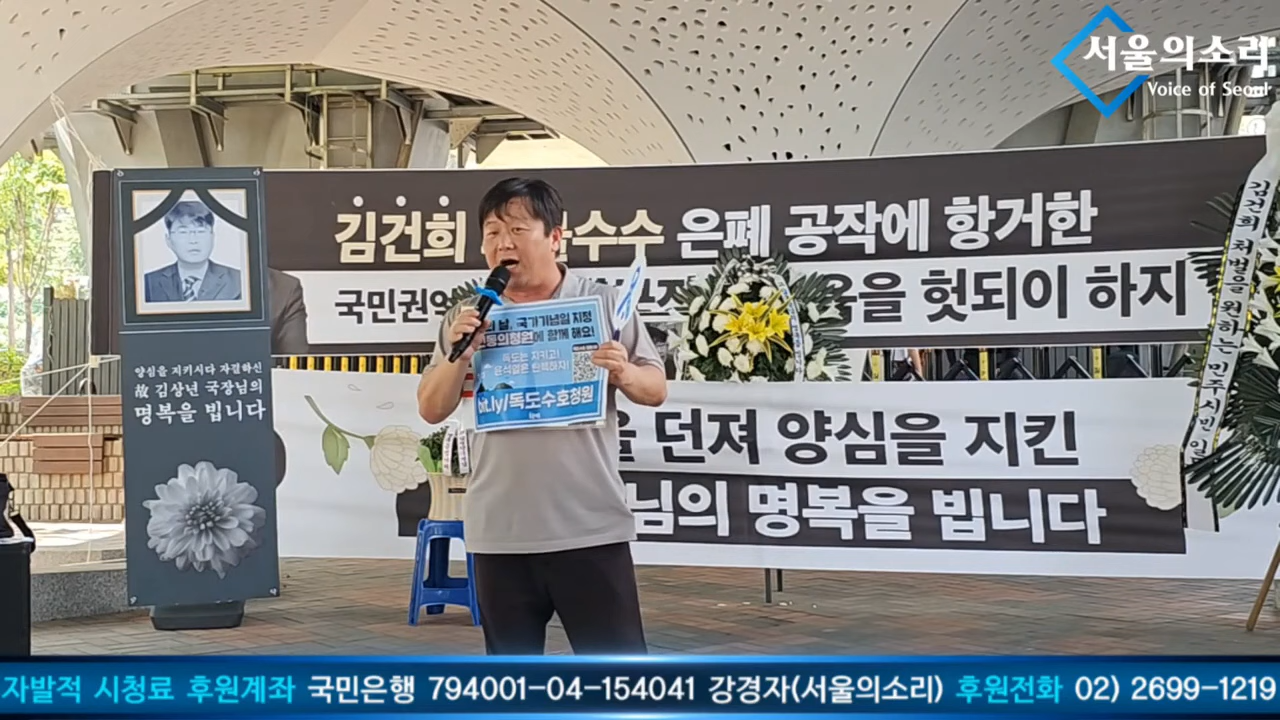 서울의소리
Voice of Seoul
김건희 수수 은폐 공작에 항거한
국민권익 헛되이 하지
양심을 지키시다 자결하신
故 김상년 국장님의
명복을 빕니다
날, 국가기념일 지정
동의청원에 함께 해요!
독도는 지키고!
윤석열은 탄핵하자!
bit.ly/독도수호청원
던져 양심을 지킨
님의 명복을 빕니다
김건희 처벌을 원하는 민주시민 일
자발적 시청료 후원계좌 국민은행 794001-04-154041 강경자(서울의소리) 후원전화 02) 2699-1219